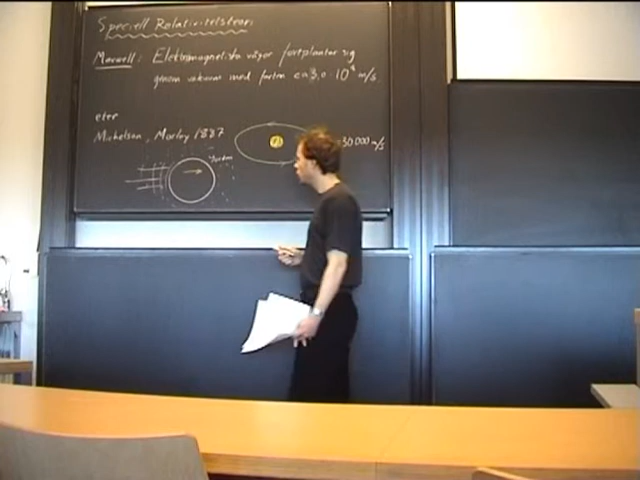 Speciell Relativitetsteori
Maxwell: Elektromagnetiska vågor fortplantar sig
genom vakuum med farten ca 3,0 · 10⁸ m/s.
eter
Michelson, Morley 1887
30 000 m/s
Jorden